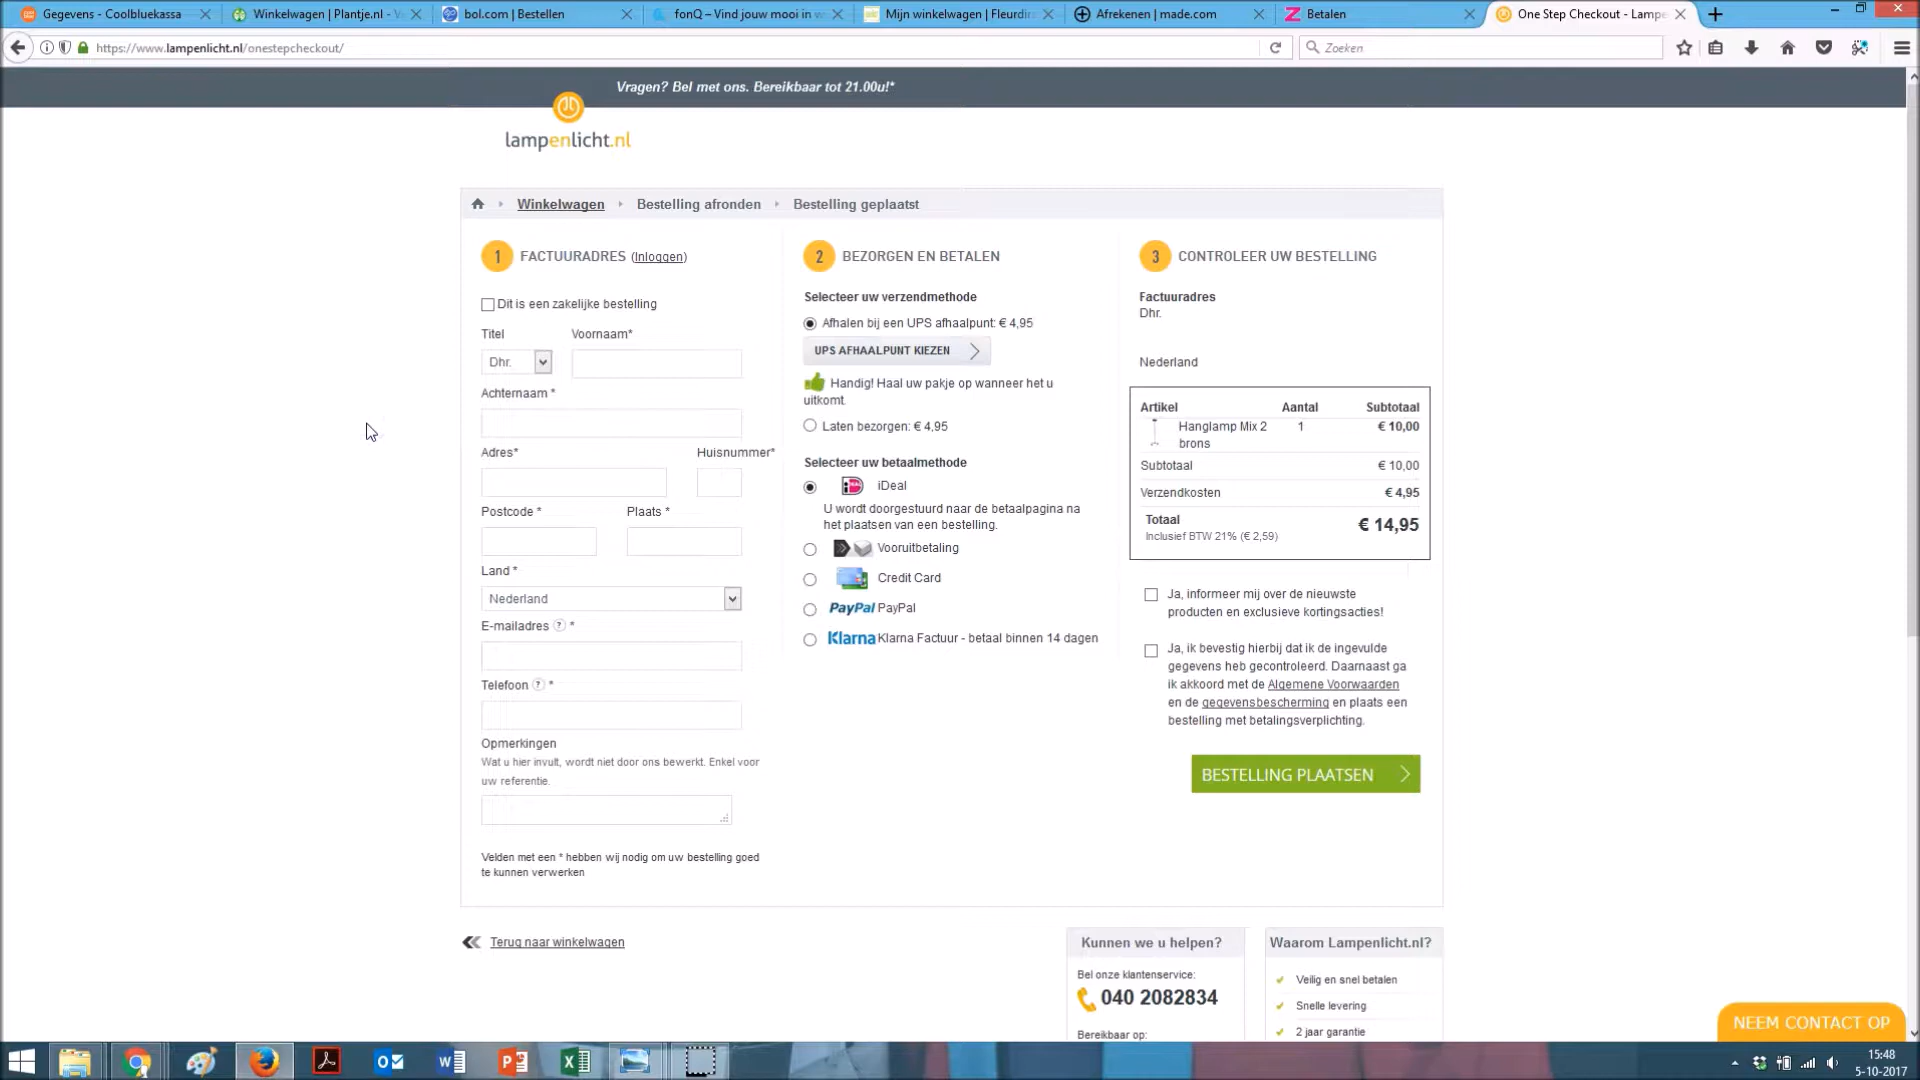 Gegevens - Coolbluekassa
Winkelwagen | Plantje.nl - V
bol.com | Bestellen
fonQ – Vind jouw mooi in w
Mijn winkelwagen | Fleurdir
Afrekenen | made.com
Betalen
One Step Checkout - Lampe
https://www.lampenlicht.nl/onestepcheckout/
Zoeken
Vragen? Bel met ons. Bereikbaar tot 21.00u!*
lampenlicht.nl
Winkelwagen
Bestelling afronden
Bestelling geplaatst
1 FACTUURADRES (Inloggen)
Dit is een zakelijke bestelling
Titel Voornaam*
Dhr.
Achternaam *
Adres* Huisnummer*
Postcode * Plaats *
Land *
Nederland
E-mailadres ? *
Telefoon ? *
Opmerkingen
Wat u hier invult, wordt niet door ons bewerkt. Enkel voor
uw referentie.
Velden met een * hebben wij nodig om uw bestelling goed
te kunnen verwerken
2 BEZORGEN EN BETALEN
Selecteer uw verzendmethode
Afhalen bij een UPS afhaalpunt: € 4,95
UPS AFHAALPUNT KIEZEN
Handig! Haal uw pakje op wanneer het u
uitkomt.
Laten bezorgen: € 4,95
Selecteer uw betaalmethode
iDeal
U wordt doorgestuurd naar de betaalpagina na
het plaatsen van een bestelling.
Vooruitbetaling
Credit Card
PayPal PayPal
Klarna Klarna Factuur - betaal binnen 14 dagen
3 CONTROLEER UW BESTELLING
Factuuradres
Dhr.
Nederland
Artikel Aantal Subtotaal
Hanglamp Mix 2 1 € 10,00
brons
Subtotaal € 10,00
Verzendkosten € 4,95
Totaal € 14,95
Inclusief BTW 21% (€ 2,59)
Ja, informeer mij over de nieuwste
producten en exclusieve kortingsacties!
Ja, ik bevestig hierbij dat ik de ingevulde
gegevens heb gecontroleerd. Daarnaast ga
ik akkoord met de Algemene Voorwaarden
en de gegevensbescherming en plaats een
bestelling met betalingsverplichting.
BESTELLING PLAATSEN
Terug naar winkelwagen
Kunnen we u helpen?
Bel onze klantenservice:
040 2082834
Bereikbaar op:
Waarom Lampenlicht.nl?
Veilig en snel betalen
Snelle levering
2 jaar garantie
NEEM CONTACT OP
15:48
5-10-2017